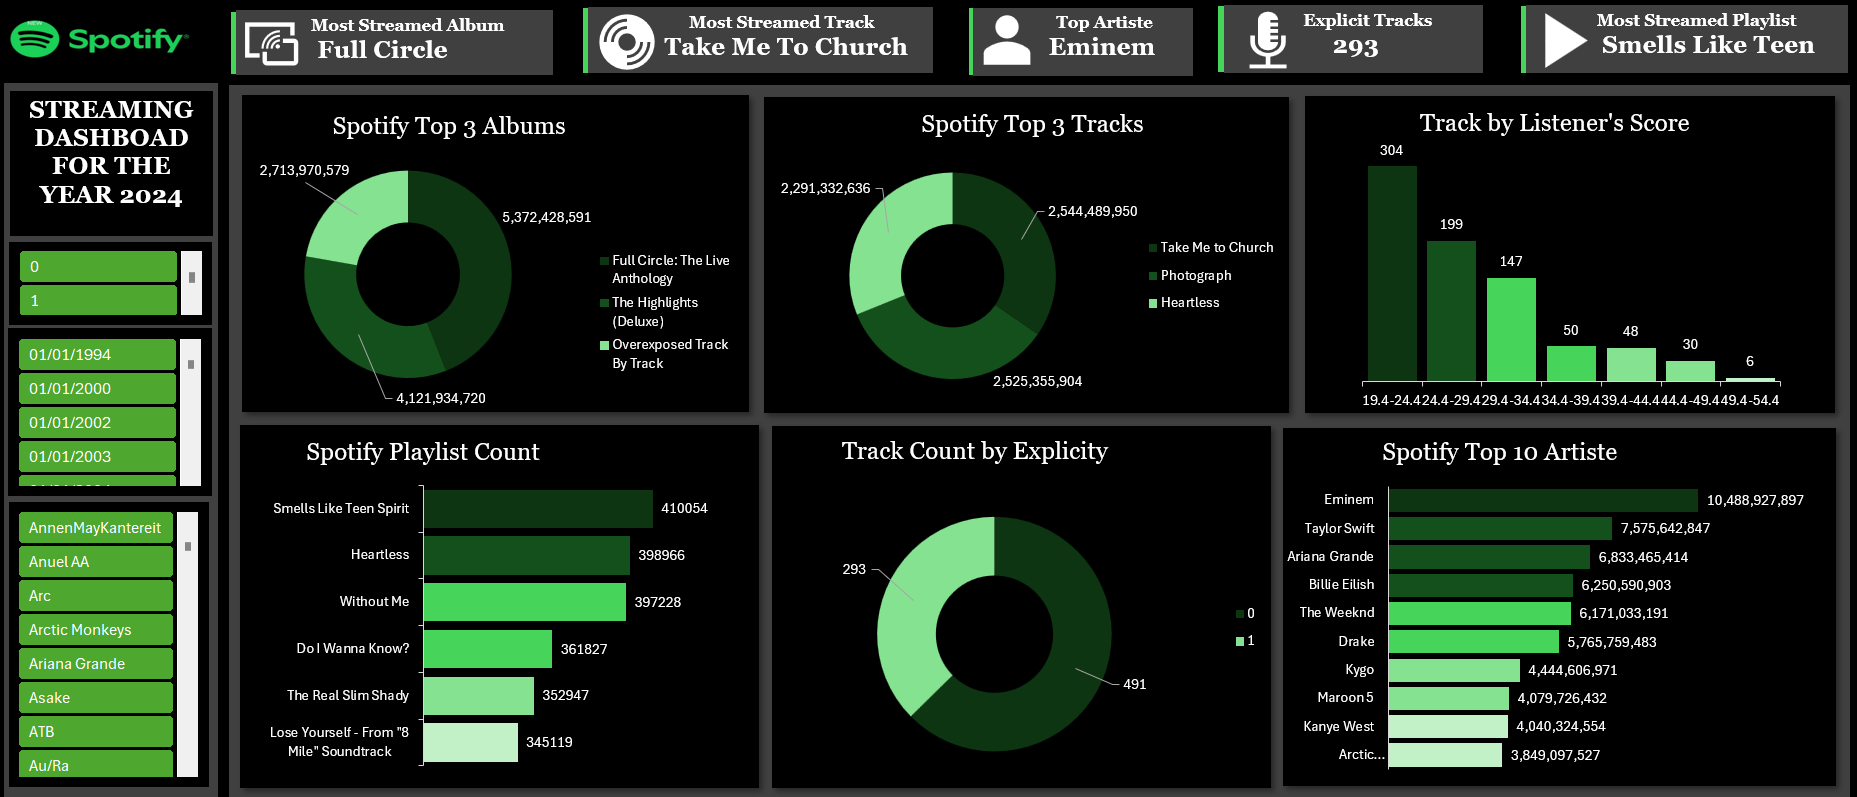 NEW
Spotify
Most Streamed Album
Full Circle
Most Streamed Track
Take Me To Church
Top Artiste
Eminem
Explicit Tracks
293
Most Streamed Playlist
Smells Like Teen
STREAMING
DASHBOAD
FOR THE
YEAR 2024
0
1
01/01/1994
01/01/2000
01/01/2002
01/01/2003
AnnenMayKantereit
Anuel AA
Arc
Arctic Monkeys
Ariana Grande
Asake
ATB
Au/Ra
Spotify Top 3 Albums
2,713,970,579
5,372,428,591
4,121,934,720
Full Circle: The Live
Anthology
The Highlights
(Deluxe)
Overexposed Track
By Track
Spotify Top 3 Tracks
2,291,332,636
2,544,489,950
2,525,355,904
Take Me to Church
Photograph
Heartless
Track by Listener's Score
304
199
147
50
48
30
6
19.4-24.4 24.4-29.4 29.4-34.4 34.4-39.4 39.4-44.4 44.4-49.4 49.4-54.4
Spotify Playlist Count
Smells Like Teen Spirit 410054
Heartless 398966
Without Me 397228
Do I Wanna Know? 361827
The Real Slim Shady 352947
Lose Yourself - From "8
Mile" Soundtrack 345119
Track Count by Explicity
293
491
0
1
Spotify Top 10 Artiste
Eminem 10,488,927,897
Taylor Swift 7,575,642,847
Ariana Grande 6,833,465,414
Billie Eilish 6,250,590,903
The Weeknd 6,171,033,191
Drake 5,765,759,483
Kygo 4,444,606,971
Maroon 5 4,079,726,432
Kanye West 4,040,324,554
Arctic... 3,849,097,527